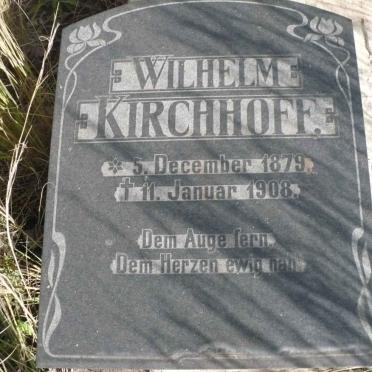 WILHELM
KIRCHHOFF.
* 5. December 1879,
† 11. Januar 1908.
Dem Auge fern,
Dem Herzen ewig nah